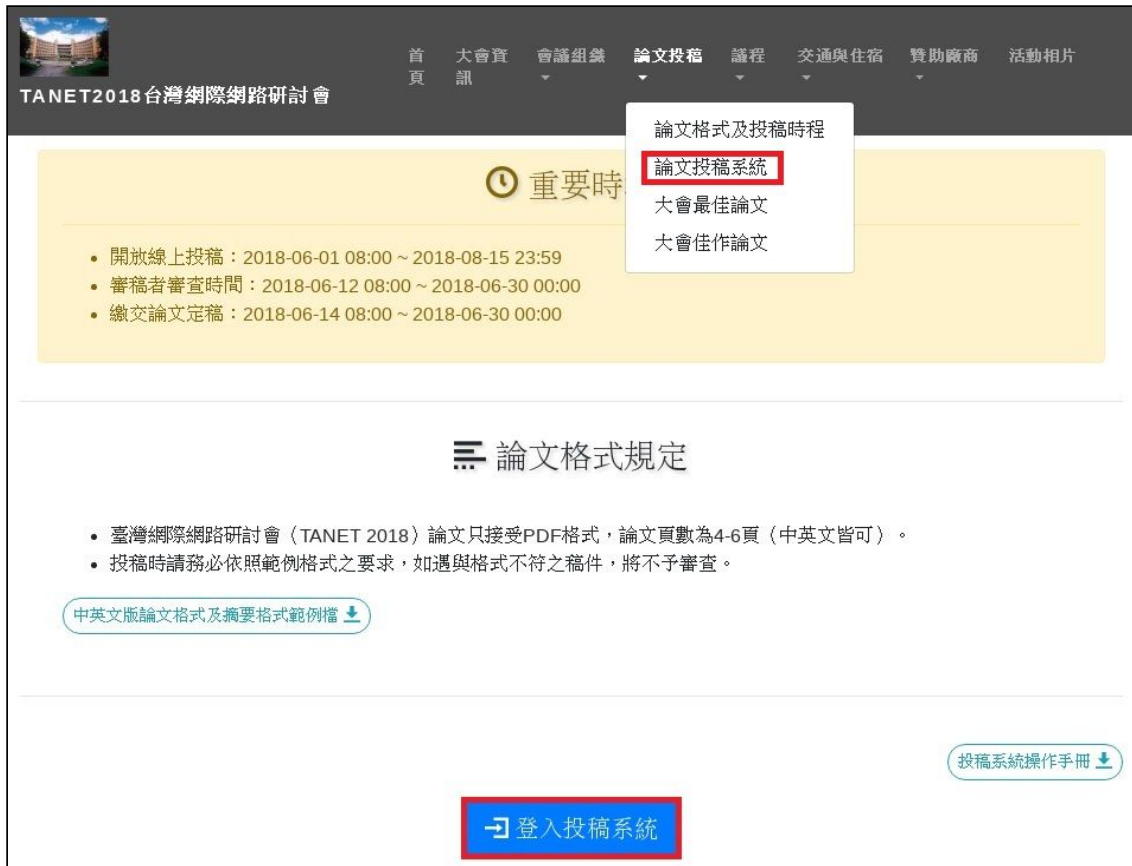 首頁 大會資訊 會議組織 論文投稿 議程 交通與住宿 贊助廠商 活動相片
TANET2018台灣網際網路研討會
論文格式及投稿時程
論文投稿系統
大會最佳論文
大會佳作論文
重要時
• 開放線上投稿：2018-06-01 08:00 ~ 2018-08-15 23:59
• 審稿者審查時間：2018-06-12 08:00 ~ 2018-06-30 00:00
• 繳交論文定稿：2018-06-14 08:00 ~ 2018-06-30 00:00
論文格式規定
• 臺灣網際網路研討會（TANET 2018）論文只接受PDF格式，論文頁數為4-6頁（中英文皆可）。
• 投稿時請務必依照範例格式之要求，如遇與格式不符之稿件，將不予審查。
中英文版論文格式及摘要格式範例檔
投稿系統操作手冊
登入投稿系統